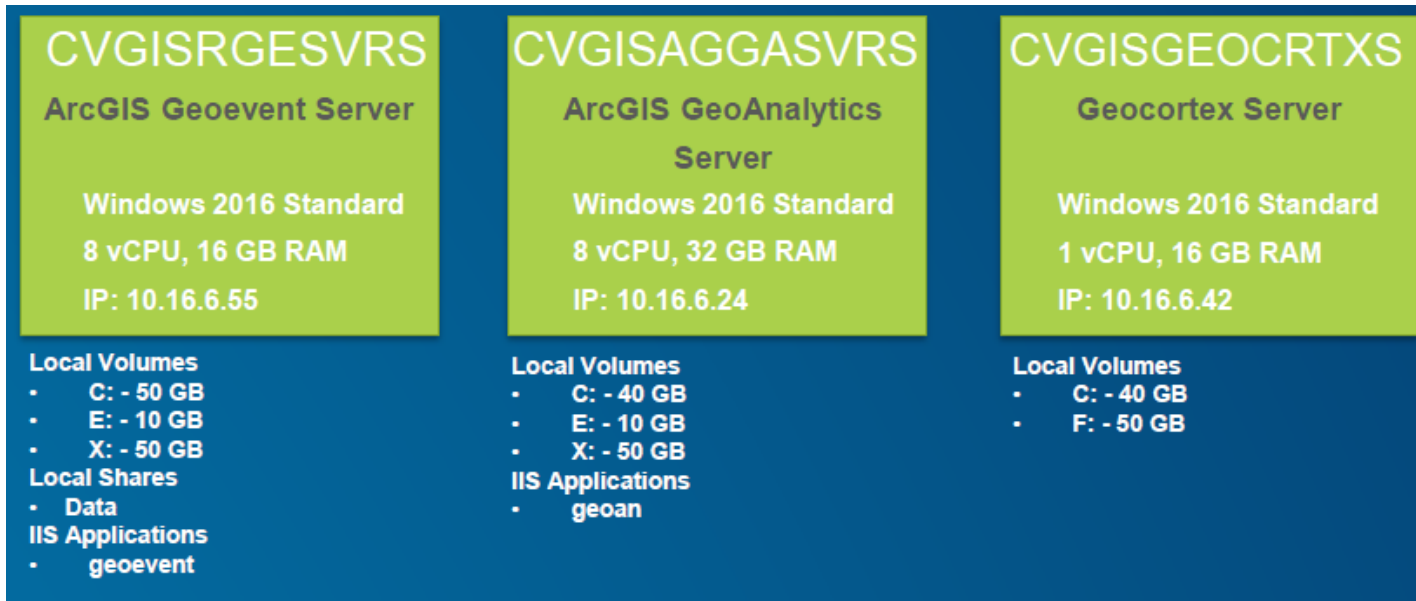 CVGISRGESVRS
ArcGIS Geoevent Server
Windows 2016 Standard
8 vCPU, 16 GB RAM
IP: 10.16.6.55
Local Volumes
• C: - 50 GB
• E: - 10 GB
• X: - 50 GB
Local Shares
• Data
IIS Applications
• geoevent
CVGISAGGASVRS
ArcGIS GeoAnalytics
Server
Windows 2016 Standard
8 vCPU, 32 GB RAM
IP: 10.16.6.24
Local Volumes
• C: - 40 GB
• E: - 10 GB
• X: - 50 GB
IIS Applications
• geoan
CVGISGEOCRTXS
Geocortex Server
Windows 2016 Standard
1 vCPU, 16 GB RAM
IP: 10.16.6.42
Local Volumes
• C: - 40 GB
• F: - 50 GB